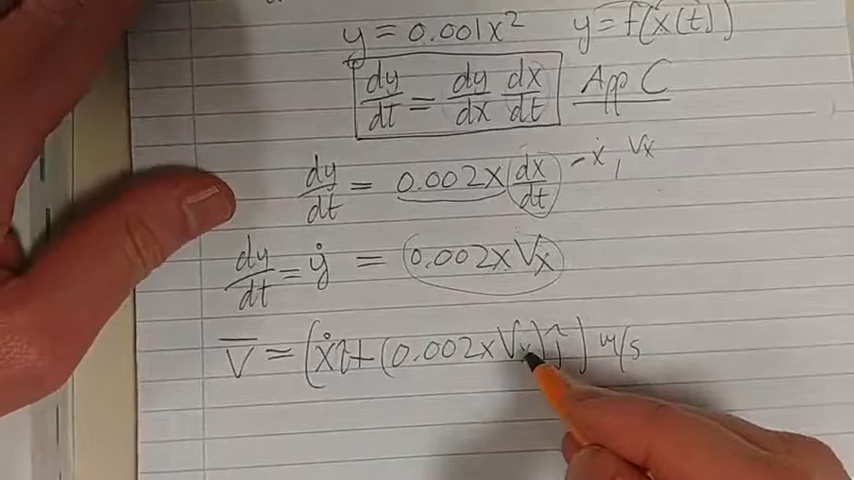 y = 0.001x² y = f(x(t))
dy/dt = dy/dx dx/dt App C
dy/dt = 0.002x (dx/dt) - ẋ, Vx
dy/dt = ẏ = 0.002x Vx
V̅ = [ẋî + (0.002x Vx)ĵ] m/s